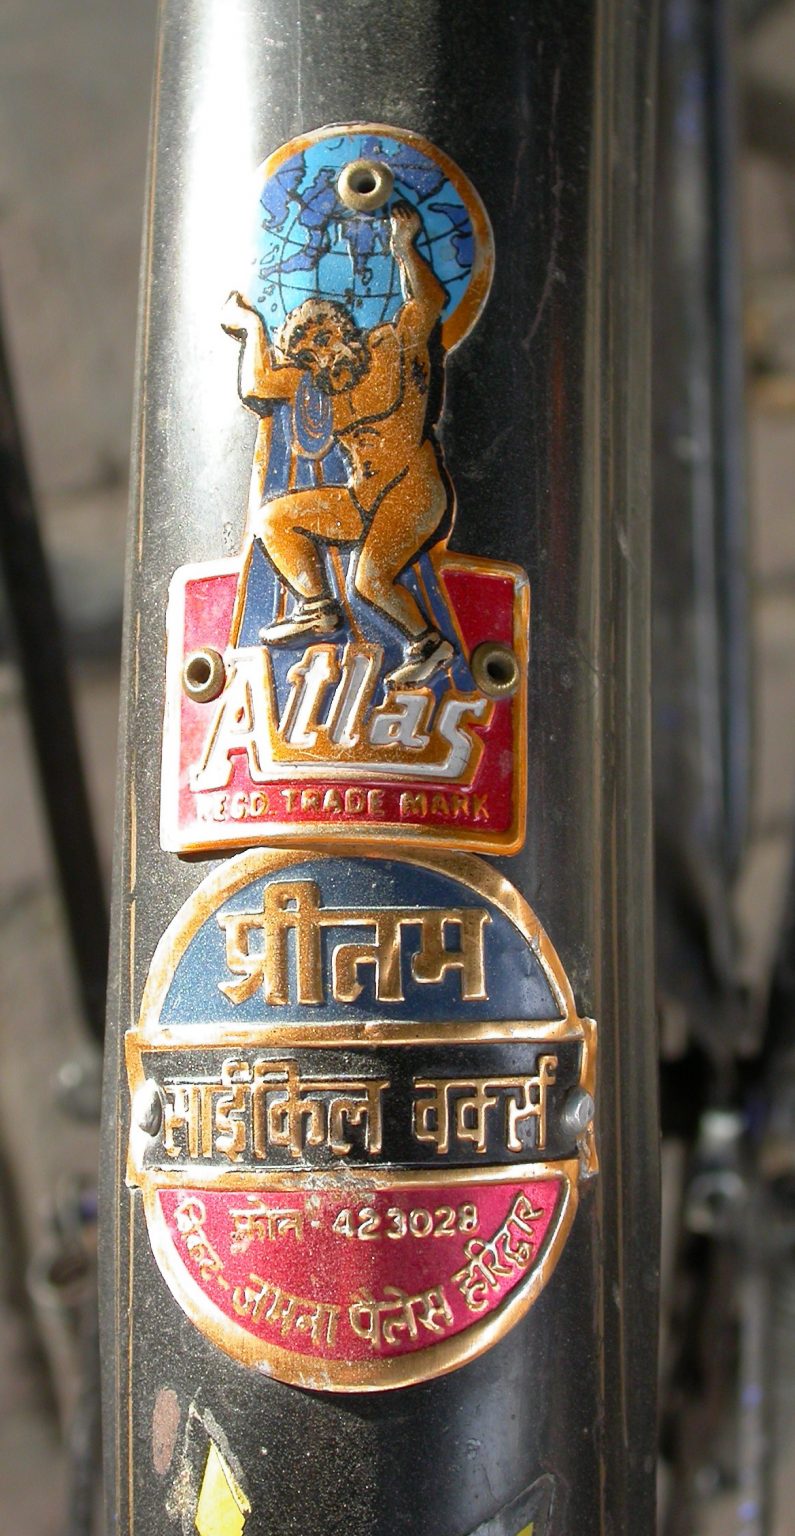 Atlas
REGD. TRADE MARK
प्रीतम
साईकिल वर्क्स
फोन 423028
निकट-जमना पैलेस हरिद्वार